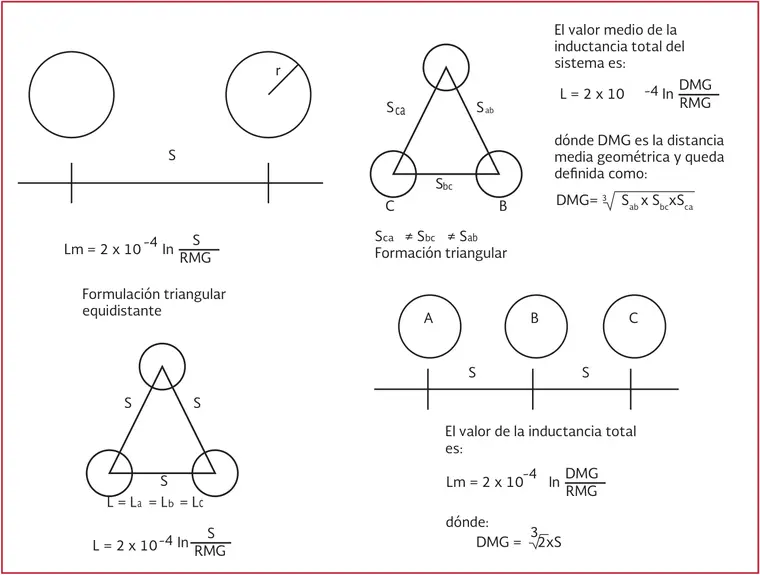 r
S
Lm = 2 x 10 -4 ln S
RMG
Formulación triangular
equidistante
S S
S
L = La = Lb = Lc
L = 2 x 10 -4 ln S
RMG
Sca Sab
Sbc
C B
Sca ≠ Sbc ≠ Sab
Formación triangular
El valor medio de la
inductancia total del
sistema es:
L = 2 x 10 -4 ln DMG
RMG
dónde DMG es la distancia
media geométrica y queda
definida como:
DMG= 3√ Sab x SbcxSca
A B C
S S
El valor de la inductancia total
es:
Lm = 2 x 10-4 ln DMG
RMG
dónde:
DMG = 3√2xS